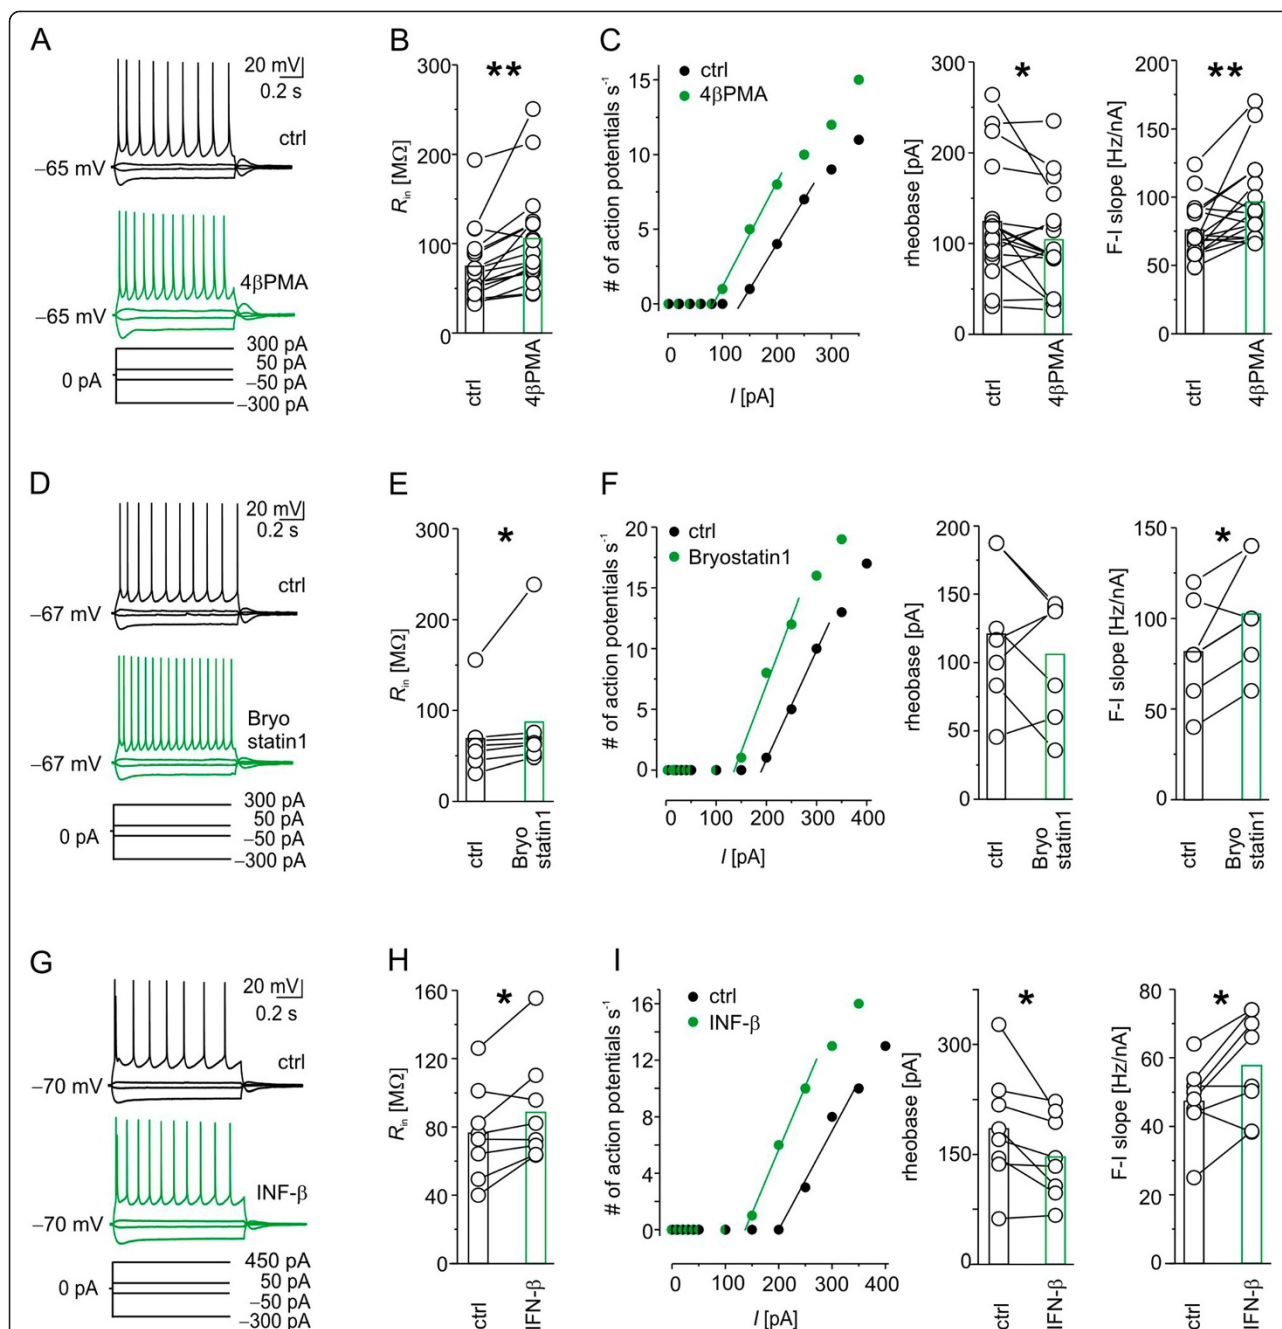 A
20 mV
0.2 s
ctrl
−65 mV
4βPMA
−65 mV
300 pA
50 pA
0 pA
−50 pA
−300 pA
B
**
300
200
100
0
Rin [MΩ]
ctrl
4βPMA
C
ctrl
4βPMA
15
10
5
0
# of action potentials s-1
0 100 200 300
I [pA]
*
300
200
100
0
rheobase [pA]
ctrl
4βPMA
**
200
150
100
50
0
F-I slope [Hz/nA]
ctrl
4βPMA
D
20 mV
0.2 s
ctrl
−67 mV
Bryo
statin1
−67 mV
300 pA
50 pA
0 pA
−50 pA
−300 pA
E
*
300
200
100
0
Rin [MΩ]
ctrl
Bryo
statin1
F
ctrl
Bryostatin1
20
15
10
5
0
# of action potentials s-1
0 100 200 300 400
I [pA]
200
150
100
50
0
rheobase [pA]
ctrl
Bryo
statin1
*
150
100
50
0
F-I slope [Hz/nA]
ctrl
Bryo
statin1
G
20 mV
0.2 s
ctrl
−70 mV
INF-β
−70 mV
450 pA
50 pA
0 pA
−50 pA
−300 pA
H
*
160
120
80
40
0
Rin [MΩ]
ctrl
IFN-β
I
ctrl
INF-β
16
12
8
4
0
# of action potentials s-1
0 100 200 300 400
I [pA]
*
300
150
0
rheobase [pA]
ctrl
IFN-β
*
80
60
40
20
0
F-I slope [Hz/nA]
ctrl
IFN-β